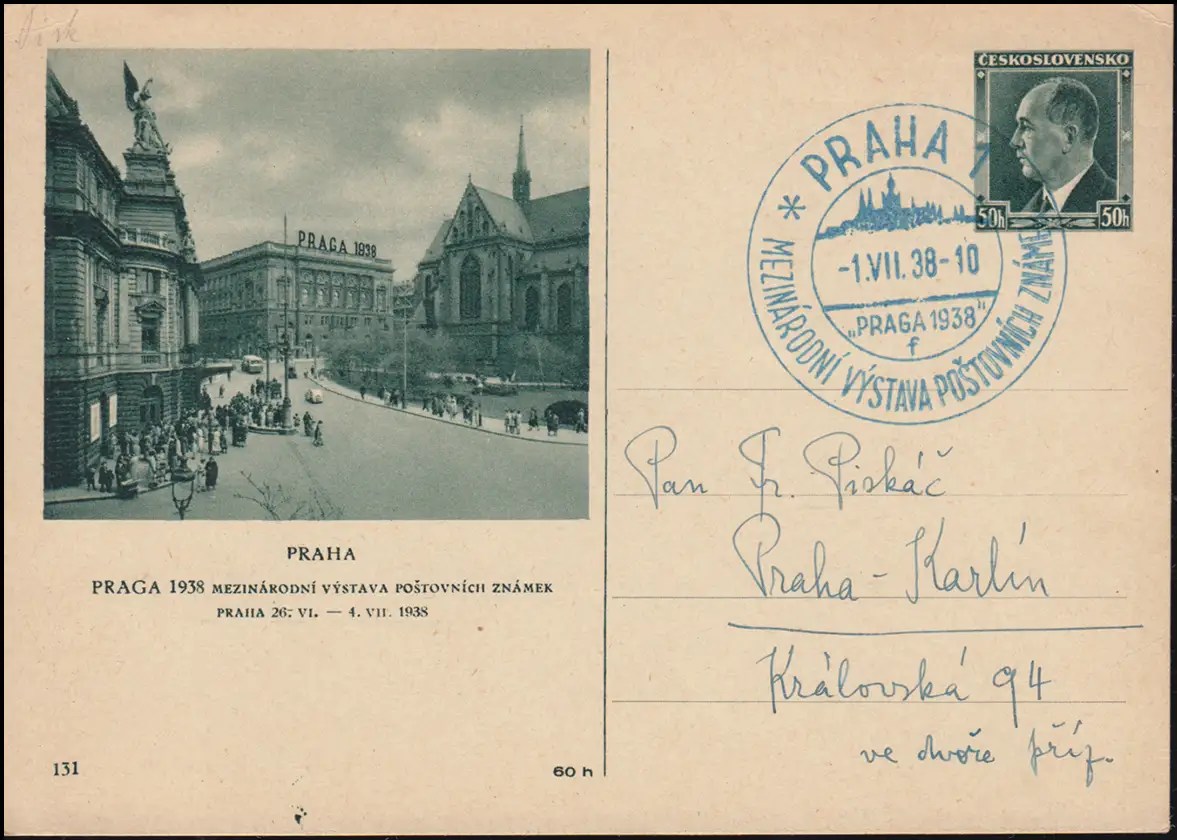 PRAGA 1938
PRAHA
PRAGA 1938 MEZINÁRODNÍ VÝSTAVA POŠTOVNÍCH ZNÁMEK
PRAHA 26. VI. — 4. VII. 1938
131
60 h
ČESKOSLOVENSKO
50h 50h
* PRAHA 1
-1.VII.38-10
„PRAGA 1938"
f
MEZINÁRODNÍ VÝSTAVA POŠTOVNÍCH ZNÁMEK
Pan Fr. Piskáč
Praha - Karlín
Královská 94
ve dvoře příz.